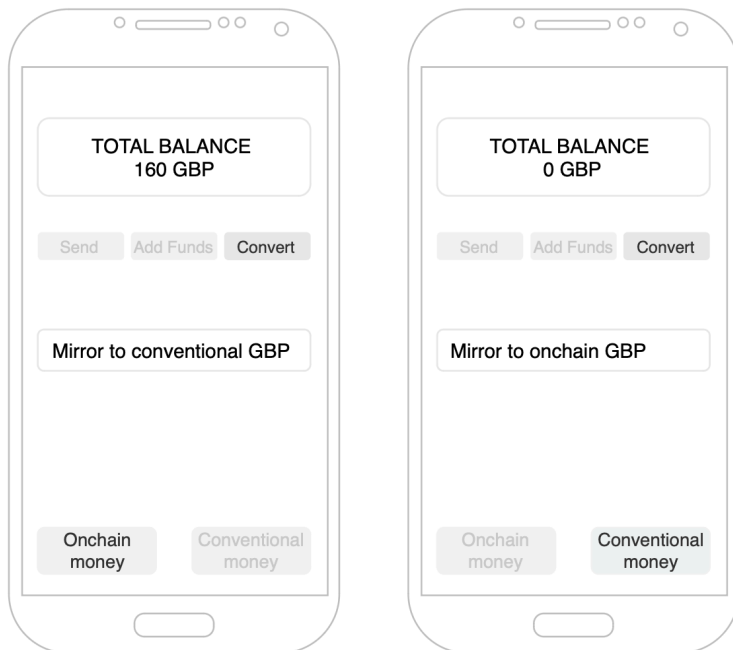 TOTAL BALANCE
160 GBP
Send
Add Funds
Convert
Mirror to conventional GBP
Onchain
money
Conventional
money
TOTAL BALANCE
0 GBP
Send
Add Funds
Convert
Mirror to onchain GBP
Onchain
money
Conventional
money